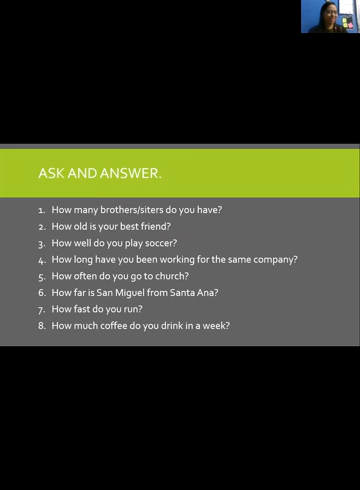 ASK AND ANSWER.
1. How many brothers/siters do you have?
2. How old is your best friend?
3. How well do you play soccer?
4. How long have you been working for the same company?
5. How often do you go to church?
6. How far is San Miguel from Santa Ana?
7. How fast do you run?
8. How much coffee do you drink in a week?